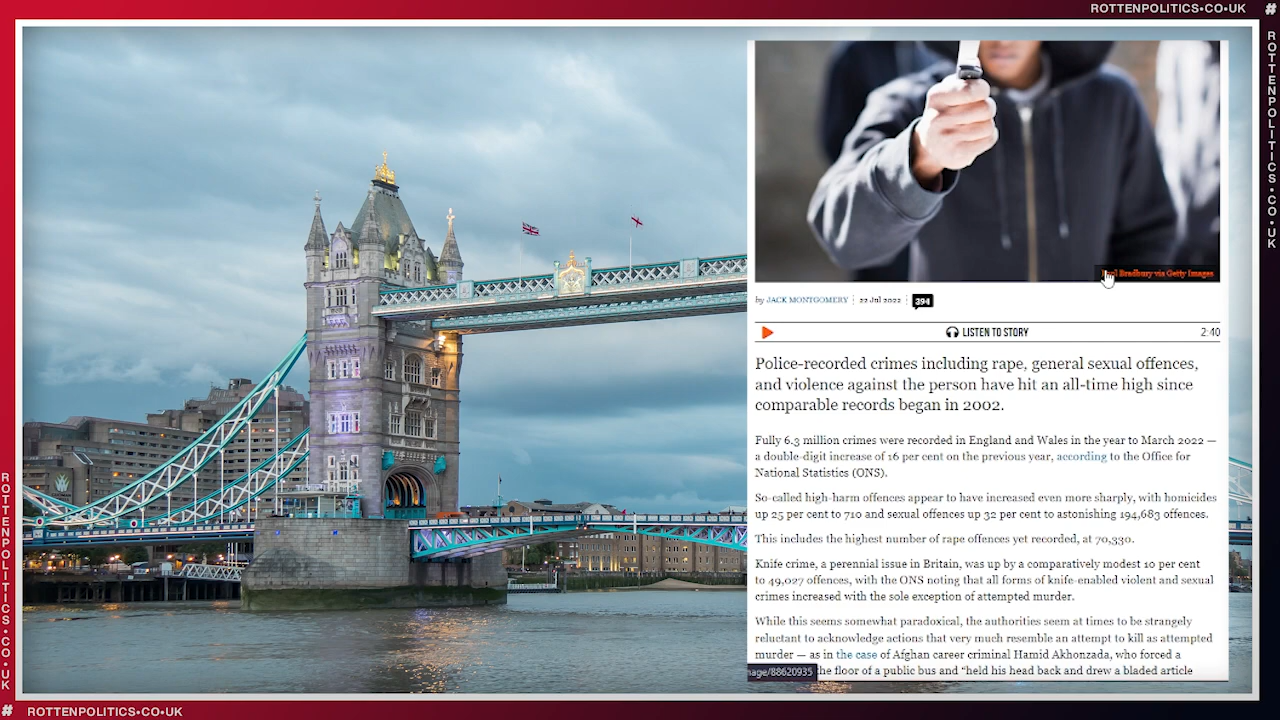 ROTTENPOLITICS•CO•UK #
ROTTENPOLITICS•CO•UK
Bradbury via Getty Images
by JACK MONTGOMERY 22 Jul 2022 394
LISTEN TO STORY 2:40
Police-recorded crimes including rape, general sexual offences,
and violence against the person have hit an all-time high since
comparable records began in 2002.
Fully 6.3 million crimes were recorded in England and Wales in the year to March 2022 —
a double-digit increase of 16 per cent on the previous year, according to the Office for
National Statistics (ONS).
So-called high-harm offences appear to have increased even more sharply, with homicides
up 25 per cent to 710 and sexual offences up 32 per cent to astonishing 194,683 offences.
This includes the highest number of rape offences yet recorded, at 70,330.
Knife crime, a perennial issue in Britain, was up by a comparatively modest 10 per cent
to 49,027 offences, with the ONS noting that all forms of knife-enabled violent and sexual
crimes increased with the sole exception of attempted murder.
While this seems somewhat paradoxical, the authorities seem at times to be strangely
reluctant to acknowledge actions that very much resemble an attempt to kill as attempted
murder — as in the case of Afghan career criminal Hamid Akhonzada, who forced a
nage/88620935 the floor of a public bus and “held his head back and drew a bladed article
ROTTENPOLITICS•CO•UK
# ROTTENPOLITICS•CO•UK